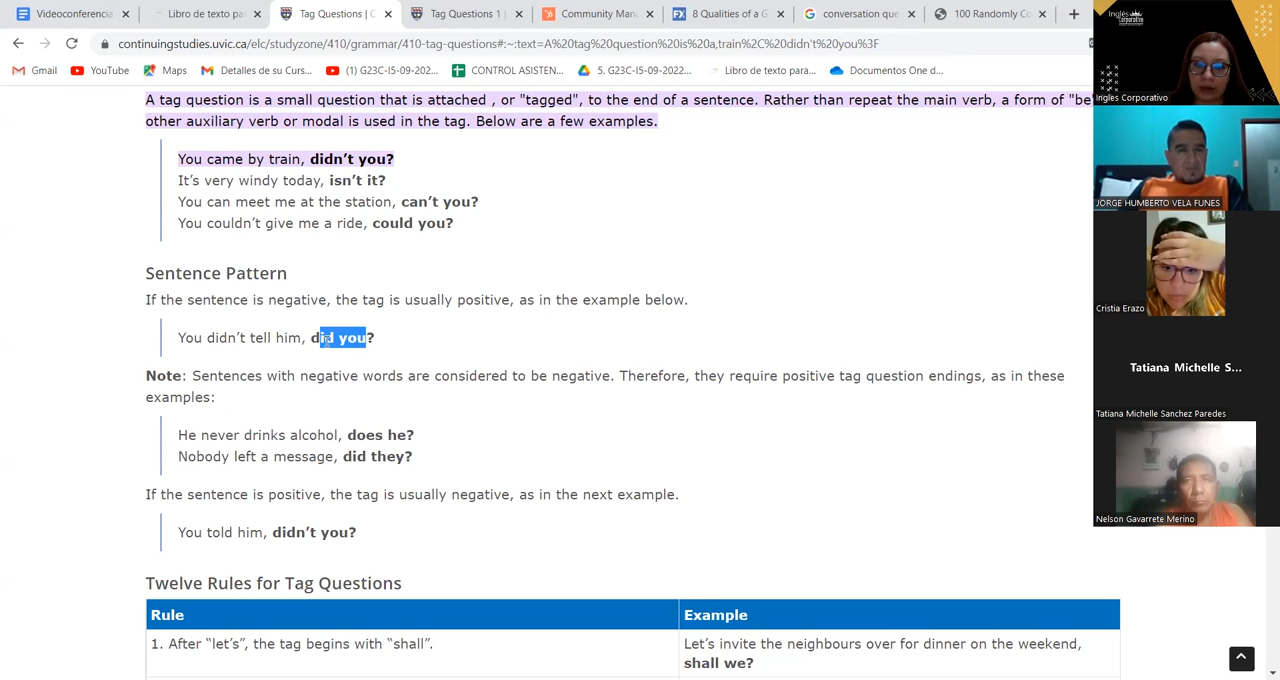 Videoconferencia
Libro de texto par
Tag Questions | C
Tag Questions 1 |
Community Man
8 Qualities of a G
conversation que
100 Randomly Co
continuingstudies.uvic.ca/elc/studyzone/410/grammar/410-tag-questions#:~:text=A%20tag%20question%20is%20a,train%2C%20didn't%20you%3F
Gmail
YouTube
Maps
Detalles de su Curs...
(1) G23C-I5-09-202...
CONTROL ASISTEN...
5. G23C-I5-09-202...
Libro de texto para...
Documentos One d...
A tag question is a small question that is attached , or "tagged", to the end of a sentence. Rather than repeat the main verb, a form of "be
other auxiliary verb or modal is used in the tag. Below are a few examples.
You came by train, didn't you?
It's very windy today, isn't it?
You can meet me at the station, can't you?
You couldn't give me a ride, could you?
Sentence Pattern
If the sentence is negative, the tag is usually positive, as in the example below.
You didn't tell him, did you?
Note: Sentences with negative words are considered to be negative. Therefore, they require positive tag question endings, as in these
examples:
He never drinks alcohol, does he?
Nobody left a message, did they?
If the sentence is positive, the tag is usually negative, as in the next example.
You told him, didn't you?
Twelve Rules for Tag Questions
Rule
Example
1. After "let's", the tag begins with "shall".
Let's invite the neighbours over for dinner on the weekend,
shall we?
Inglés
Corporativo
Ingles Corporativo
JORGE HUMBERTO VELA FUNES
Cristia Erazo
Tatiana Michelle S...
Tatiana Michelle Sanchez Paredes
Nelson Gavarrete Merino